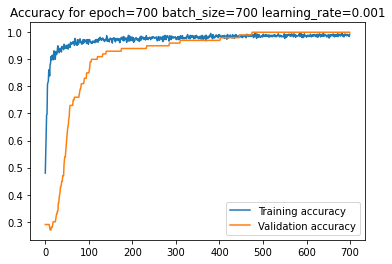 Accuracy for epoch=700 batch_size=700 learning_rate=0.001
1.0
0.9
0.8
0.7
0.6
0.5
0.4
0.3
Training accuracy
Validation accuracy
0 100 200 300 400 500 600 700